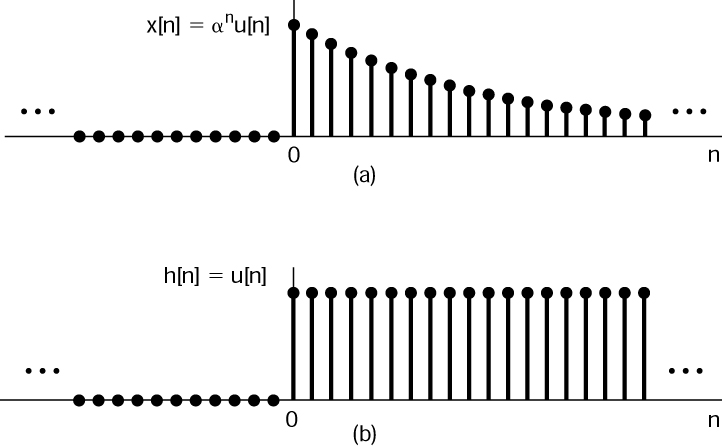 x[n] = αⁿu[n]
...
...
0
n
(a)
h[n] = u[n]
...
...
0
n
(b)